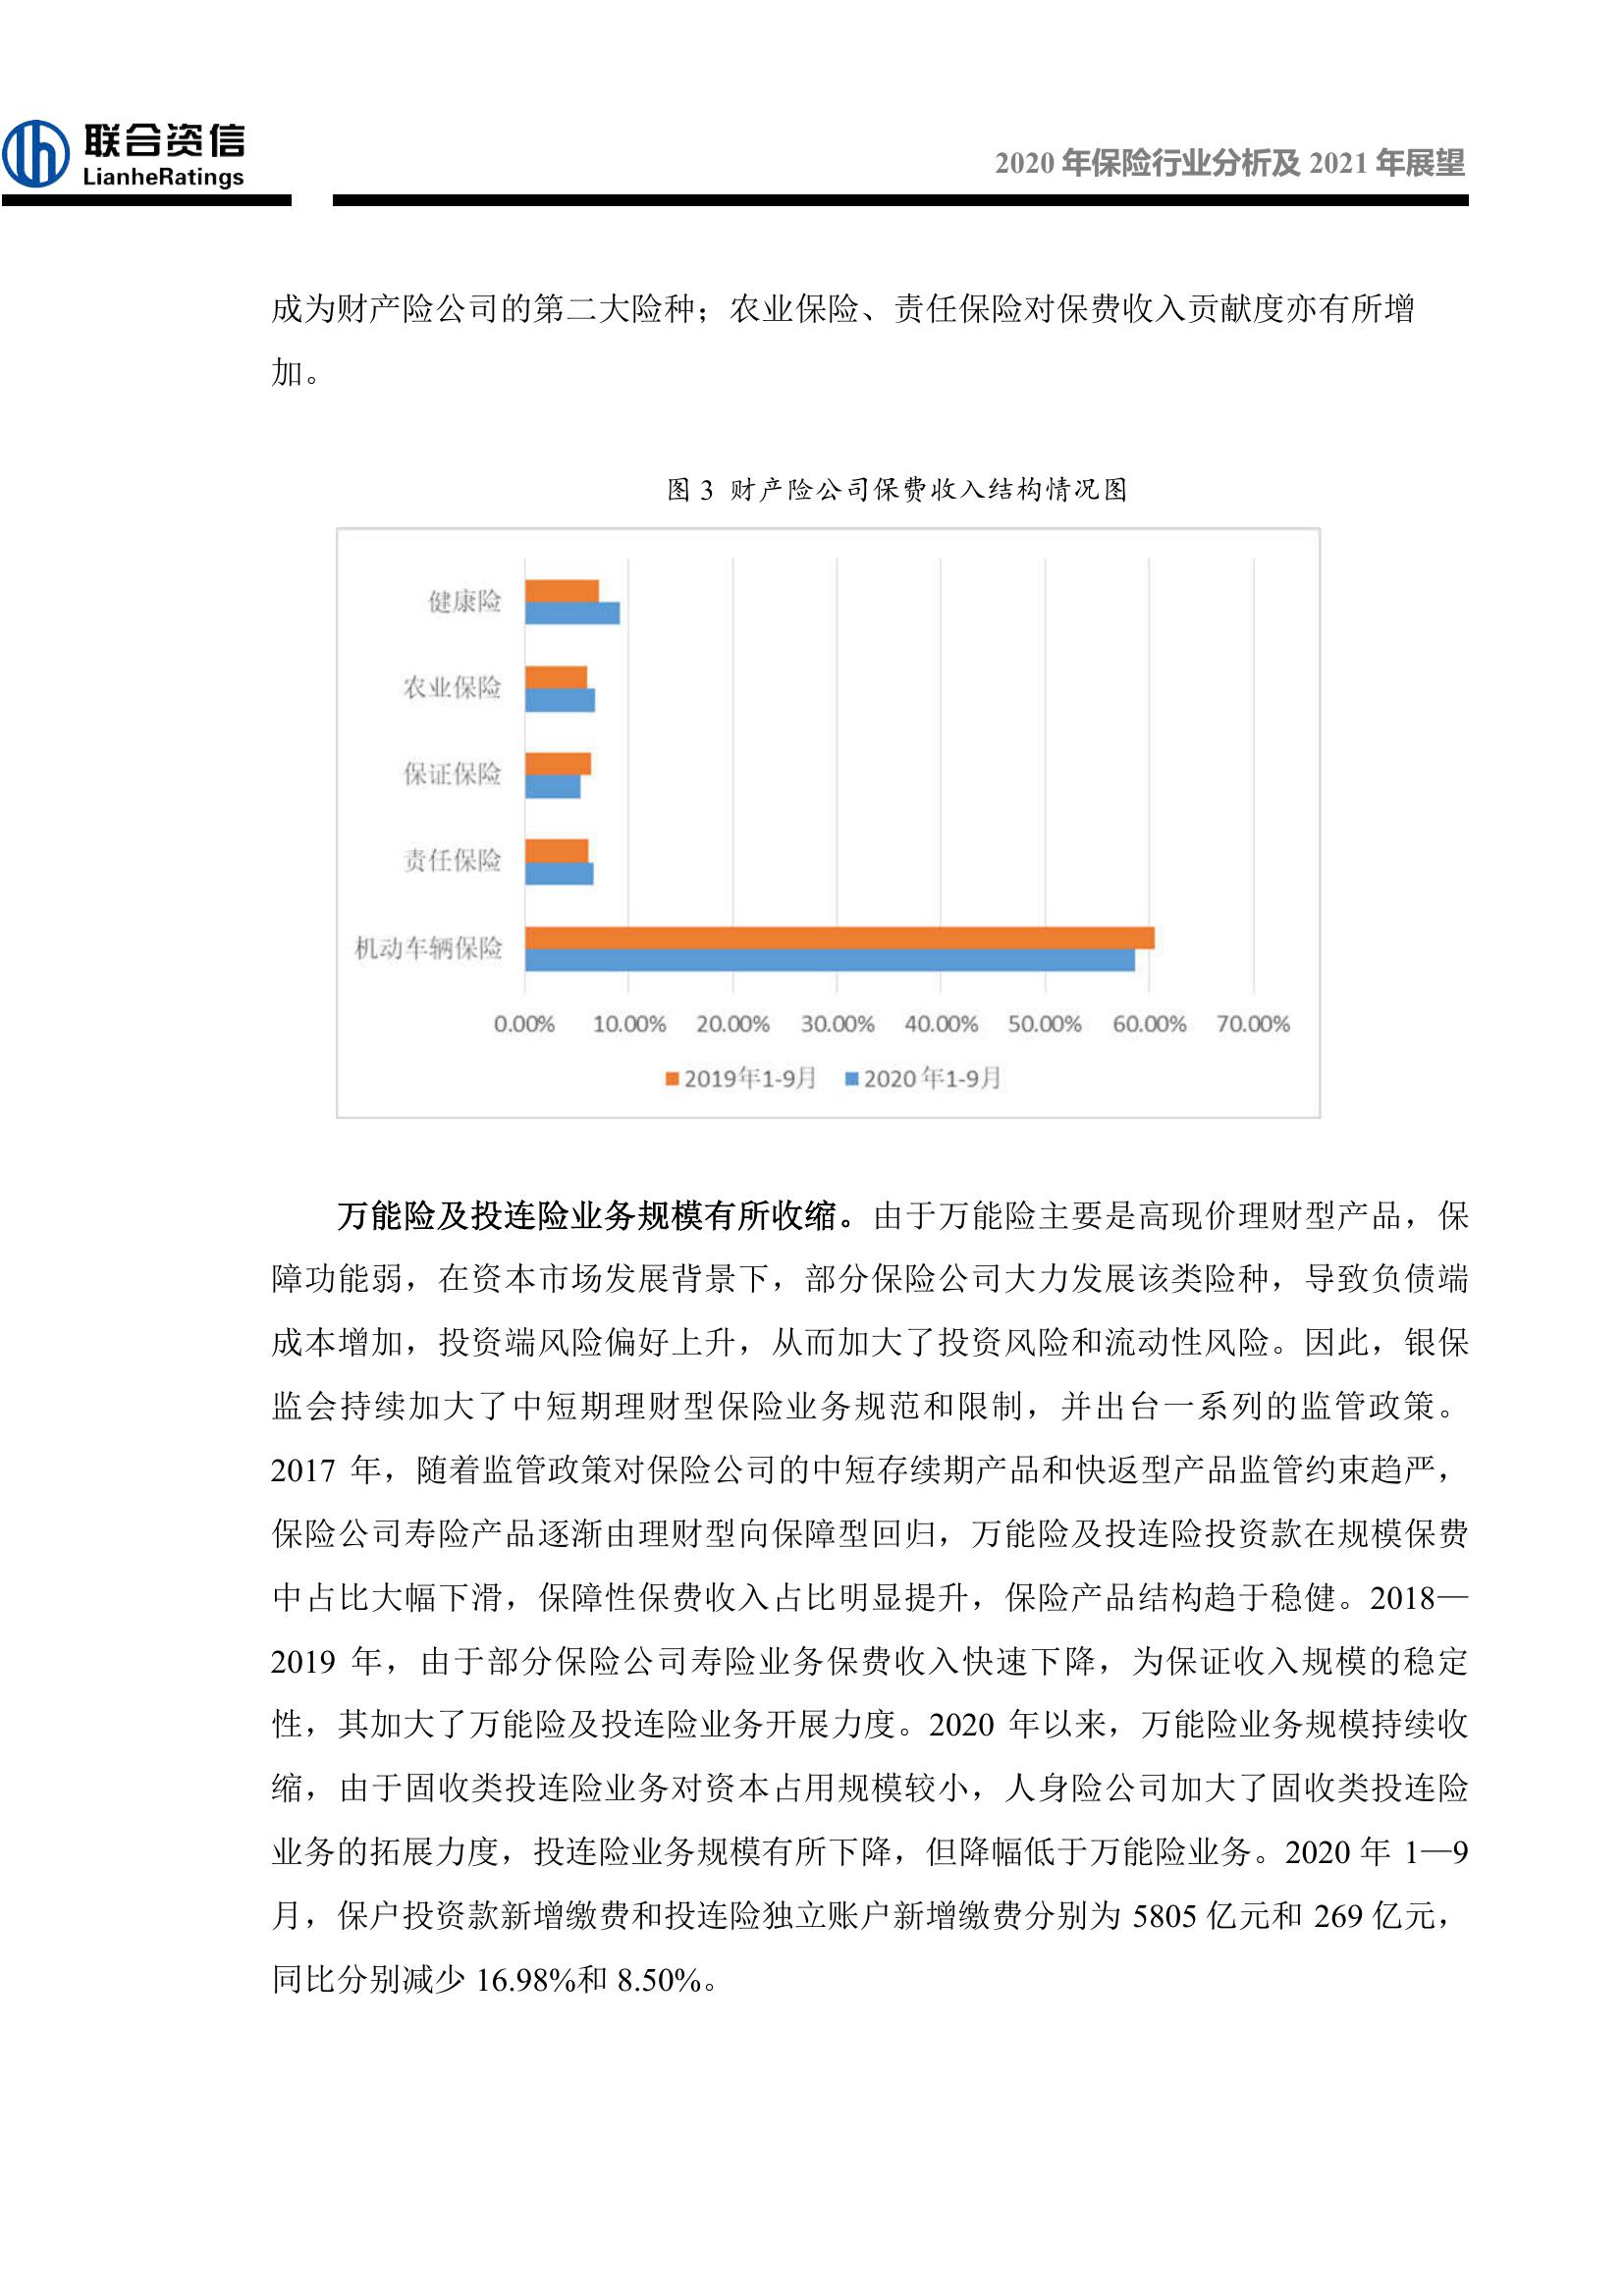 联合资信
LianheRatings
2020 年保险行业分析及 2021 年展望
成为财产险公司的第二大险种；农业保险、责任保险对保费收入贡献度亦有所增
加。
图 3 财产险公司保费收入结构情况图
健康险
农业保险
保证保险
责任保险
机动车辆保险
0.00% 10.00% 20.00% 30.00% 40.00% 50.00% 60.00% 70.00%
2019年1-9月 2020年1-9月
万能险及投连险业务规模有所收缩。由于万能险主要是高现价理财型产品，保
障功能弱，在资本市场发展背景下，部分保险公司大力发展该类险种，导致负债端
成本增加，投资端风险偏好上升，从而加大了投资风险和流动性风险。因此，银保
监会持续加大了中短期理财型保险业务规范和限制，并出台一系列的监管政策。
2017 年，随着监管政策对保险公司的中短存续期产品和快返型产品监管约束趋严，
保险公司寿险产品逐渐由理财型向保障型回归，万能险及投连险投资款在规模保费
中占比大幅下滑，保障性保费收入占比明显提升，保险产品结构趋于稳健。2018—
2019 年，由于部分保险公司寿险业务保费收入快速下降，为保证收入规模的稳定
性，其加大了万能险及投连险业务开展力度。2020 年以来，万能险业务规模持续收
缩，由于固收类投连险业务对资本占用规模较小，人身险公司加大了固收类投连险
业务的拓展力度，投连险业务规模有所下降，但降幅低于万能险业务。2020 年 1—9
月，保户投资款新增缴费和投连险独立账户新增缴费分别为 5805 亿元和 269 亿元，
同比分别减少 16.98%和 8.50%。